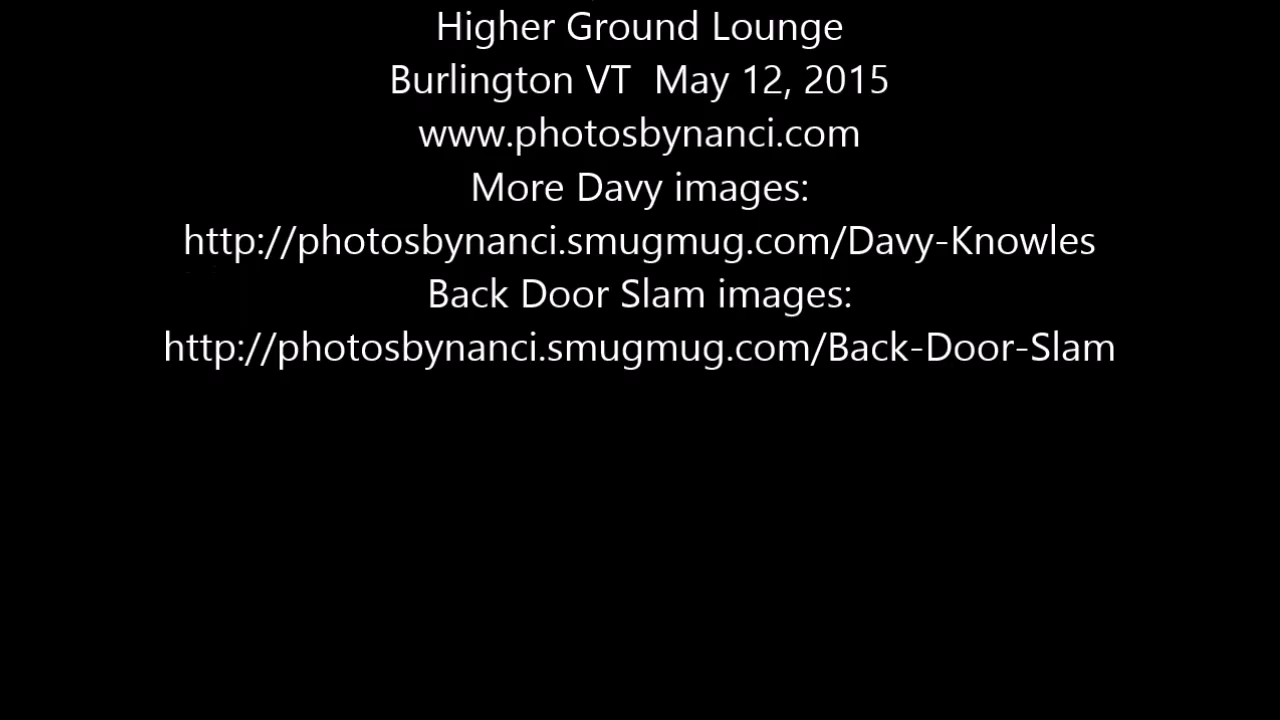 Higher Ground Lounge
Burlington VT  May 12, 2015
www.photosbynanci.com
More Davy images:
http://photosbynanci.smugmug.com/Davy-Knowles
Back Door Slam images:
http://photosbynanci.smugmug.com/Back-Door-Slam